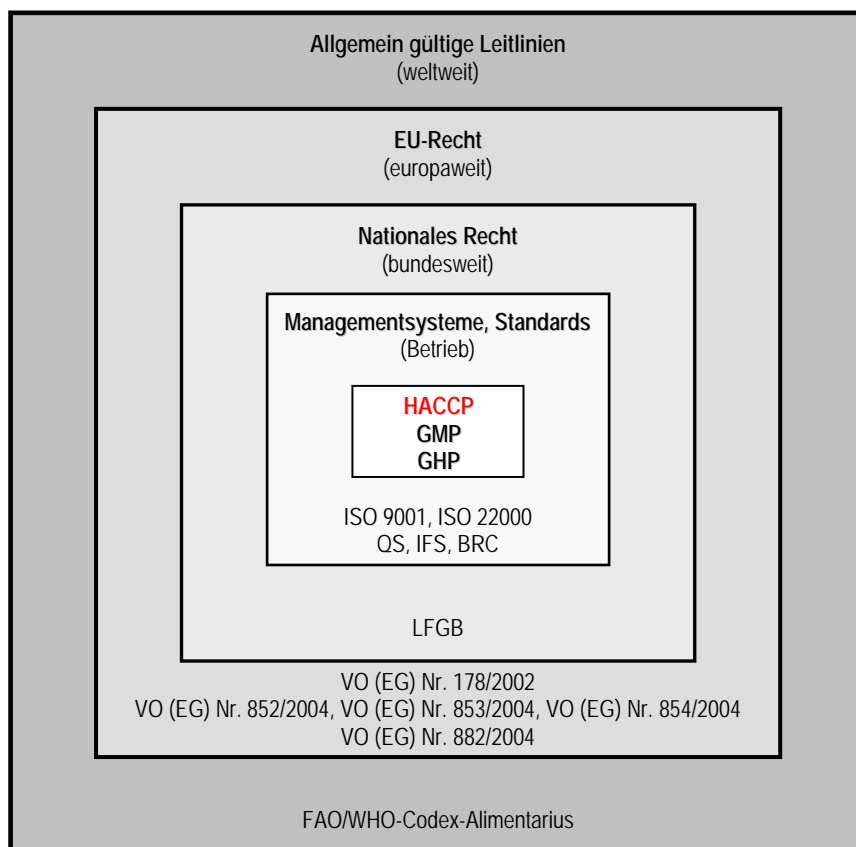 Allgemein gültige Leitlinien
(weltweit)
EU-Recht
(europaweit)
Nationales Recht
(bundesweit)
Managementsysteme, Standards
(Betrieb)
HACCP
GMP
GHP
ISO 9001, ISO 22000
QS, IFS, BRC
LFGB
VO (EG) Nr. 178/2002
VO (EG) Nr. 852/2004, VO (EG) Nr. 853/2004, VO (EG) Nr. 854/2004
VO (EG) Nr. 882/2004
FAO/WHO-Codex-Alimentarius